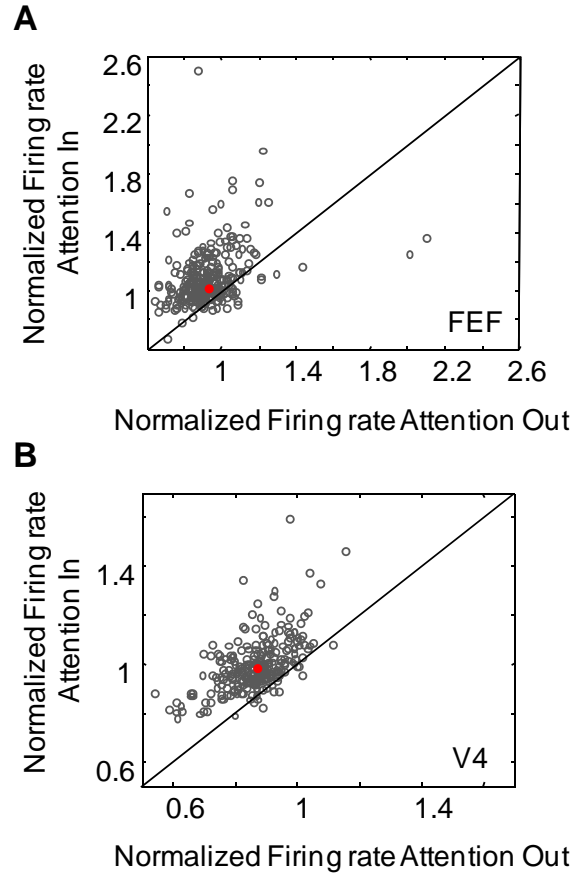 A
Normalized Firing rate
Attention In
2.6
2.2
1.8
1.4
1
FEF
1 1.4 1.8 2.2 2.6
Normalized Firing rate Attention Out
B
Normalized Firing rate
Attention In
1.4
1
0.6
V4
0.6 1 1.4
Normalized Firing rate Attention Out